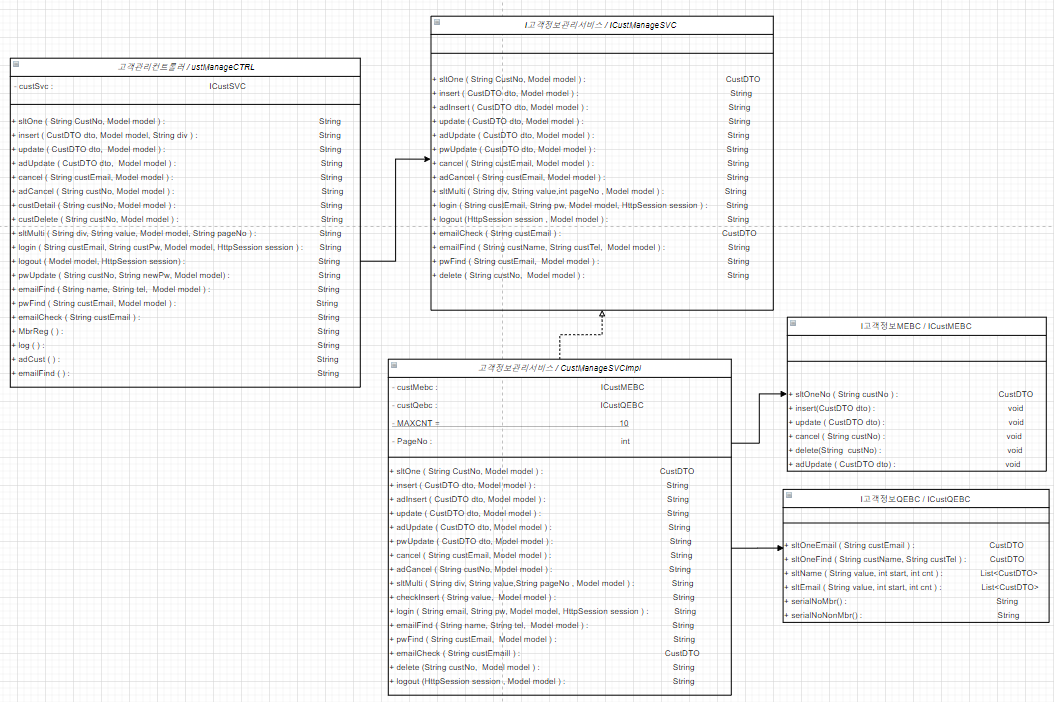 고객관리컨트롤러 / ustManageCTRL
- custSvc : ICustSVC
+ sltOne ( String CustNo, Model model ) : String
+ insert ( CustDTO dto, Model model, String div ) : String
+ update ( CustDTO dto, Model model ) : String
+ adUpdate ( CustDTO dto, Model model ) : String
+ cancel ( String custEmail, Model model ) : String
+ adCancel ( String custNo, Model model ) : String
+ custDetail ( String custNo, Model model ) : String
+ custDelete ( String custNo, Model model ) : String
+ sltMulti ( String div, String value, Model model, String pageNo ) : String
+ login ( String custEmail, String custPw, Model model, HttpSession session ) : String
+ logout ( Model model, HttpSession session) : String
+ pwUpdate ( String custNo, String newPw, Model model) : String
+ emailFind ( String name, String tel, Model model ) : String
+ pwFind ( String custEmail, Model model ) : String
+ emailCheck ( String custEmail ) : String
+ MbrReg ( ) : String
+ log ( ) : String
+ adCust ( ) : String
+ emailFind ( ) : String
I고객정보관리서비스 / ICustManageSVC
+ sltOne ( String CustNo, Model model ) : CustDTO
+ insert ( CustDTO dto, Model model ) : String
+ adInsert ( CustDTO dto, Model model ) : String
+ update ( CustDTO dto, Model model ) : String
+ adUpdate ( CustDTO dto, Model model ) : String
+ pwUpdate ( CustDTO dto, Model model ) : String
+ cancel ( String custEmail, Model model ) : String
+ adCancel ( String custEmail, Model model ) : String
+ sltMulti ( String div, String value,int pageNo , Model model ) : String
+ login ( String custEmail, String pw, Model model, HttpSession session ) : String
+ logout (HttpSession session , Model model ) : String
+ emailCheck ( String custEmail ) : CustDTO
+ emailFind ( String custName, String custTel, Model model ) : String
+ pwFind ( String custEmail, Model model ) : String
+ delete ( String custNo, Model model ) : String
고객정보관리서비스 / CustManageSVCImpl
- custMebc : ICustMEBC
- custQebc : ICustQEBC
- MAXCNT = 10
- PageNo : int
+ sltOne ( String CustNo, Model model ) : CustDTO
+ insert ( CustDTO dto, Model model ) : String
+ adInsert ( CustDTO dto, Model model ) : String
+ update ( CustDTO dto, Model model ) : String
+ adUpdate ( CustDTO dto, Model model ) : String
+ pwUpdate ( CustDTO dto, Model model ) : String
+ cancel ( String custEmail, Model model ) : String
+ adCancel ( String custNo, Model model ) : String
+ sltMulti ( String div, String value,String pageNo , Model model ) : String
+ checkInsert ( String value, Model model ) : String
+ login ( String email, String pw, Model model, HttpSession session ) : String
+ emailFind ( String name, String tel, Model model ) : String
+ pwFind ( String custEmail, Model model ) : String
+ emailCheck ( String custEmaill ) : CustDTO
+ delete (String custNo, Model model ) : String
+ logout (HttpSession session , Model model ) : String
I고객정보MEBC / ICustMEBC
+ sltOneNo ( String custNo ) : CustDTO
+ insert(CustDTO dto) : void
+ update ( CustDTO dto) : void
+ cancel ( String custNo) : void
+ delete(String custNo) : void
+ adUpdate ( CustDTO dto) : void
I고객정보QEBC / ICustQEBC
+ sltOneEmail ( String custEmail ) : CustDTO
+ sltOneFind ( String custName, String custTel ) : CustDTO
+ sltName ( String value, int start, int cnt ) : List<CustDTO>
+ sltEmail ( String value, int start, int cnt ) : List<CustDTO>
+ serialNoMbr() : String
+ serialNoNonMbr() : String